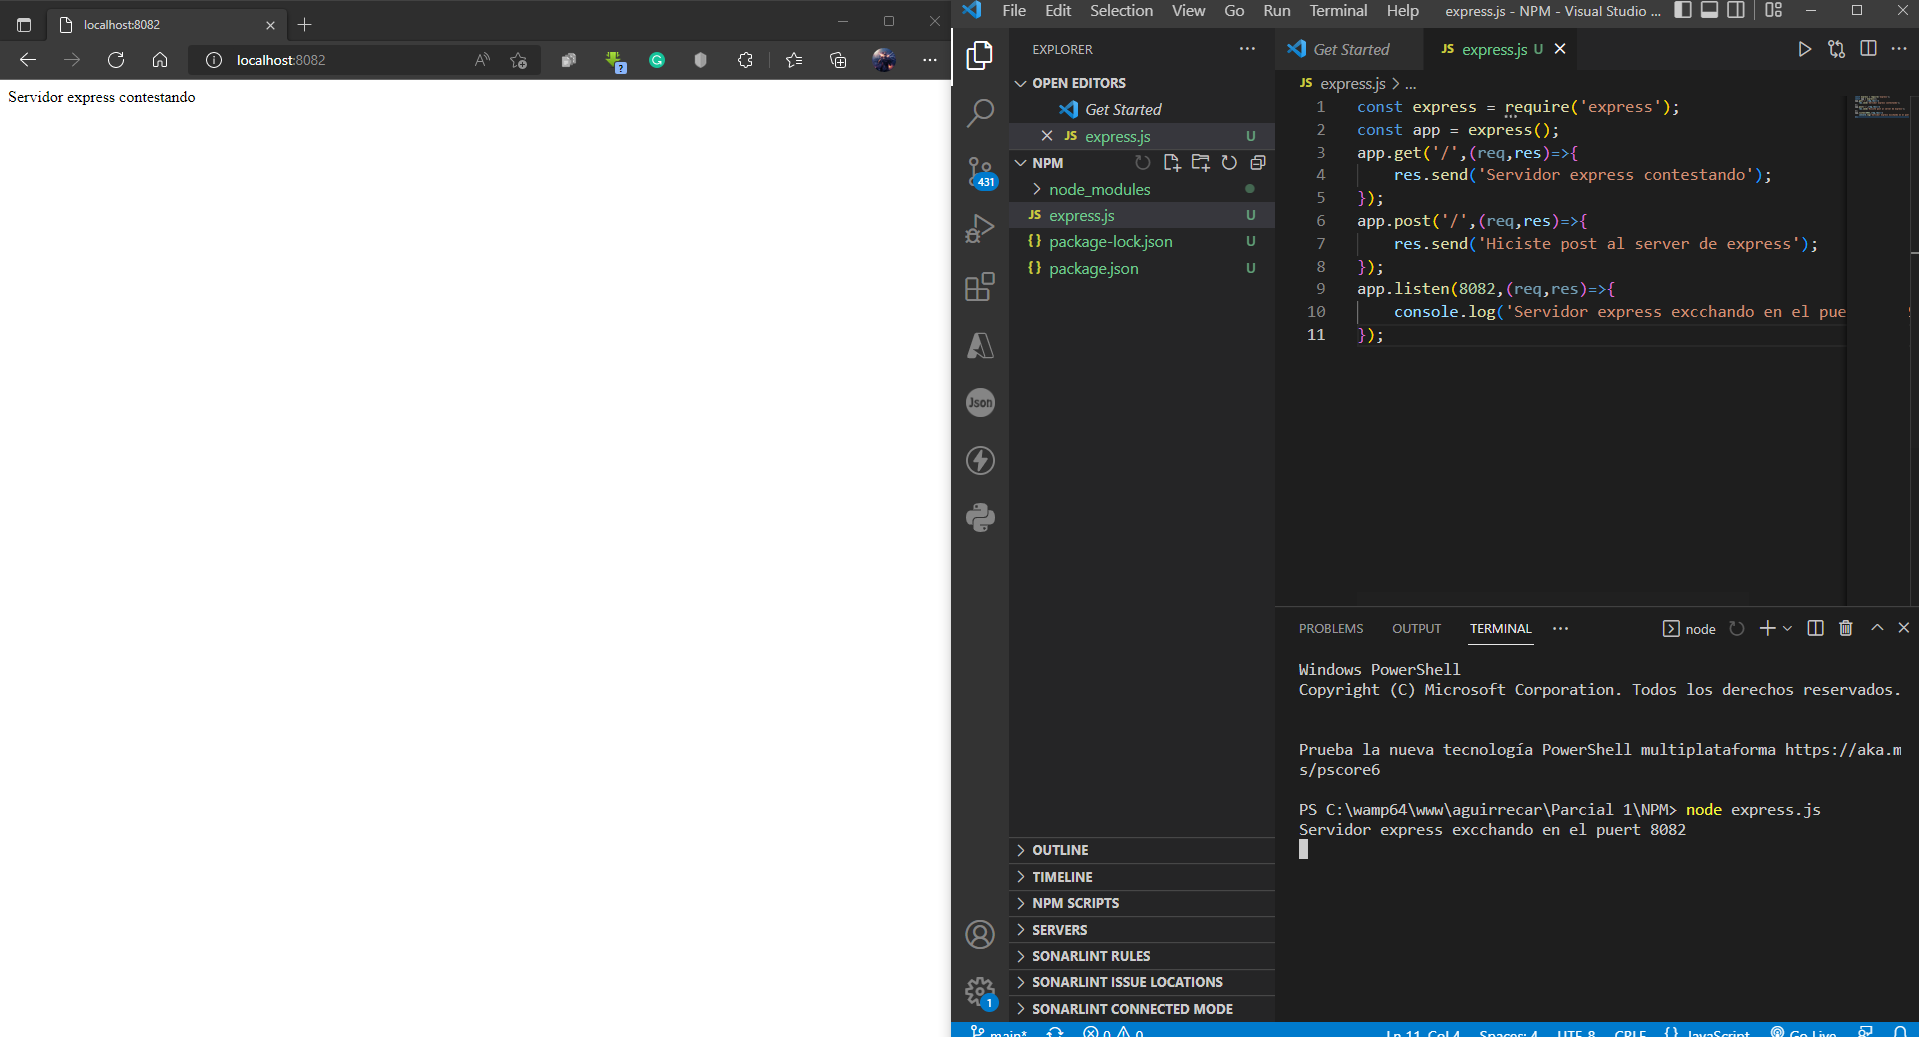 localhost:8082
localhost:8082
Servidor express contestando
File Edit Selection View Go Run Terminal Help express.js - NPM - Visual Studio ...
EXPLORER
OPEN EDITORS
Get Started
JS express.js U
NPM
node_modules
JS express.js U
{} package-lock.json U
{} package.json U
431
Json
OUTLINE
TIMELINE
NPM SCRIPTS
SERVERS
SONARLINT RULES
SONARLINT ISSUE LOCATIONS
SONARLINT CONNECTED MODE
1
Get Started JS express.js U
JS express.js > ...
1 const express = require('express');
2 const app = express();
3 app.get('/',(req,res)=>{
4 res.send('Servidor express contestando');
5 });
6 app.post('/',(req,res)=>{
7 res.send('Hiciste post al server de express');
8 });
9 app.listen(8082,(req,res)=>{
10 console.log('Servidor express excchando en el pue
11 });
PROBLEMS OUTPUT TERMINAL
node
Windows PowerShell
Copyright (C) Microsoft Corporation. Todos los derechos reservados.
Prueba la nueva tecnología PowerShell multiplataforma https://aka.m
s/pscore6
PS C:\wamp64\www\aguirrecar\Parcial 1\NPM> node express.js
Servidor express excchando en el puert 8082
main* 0 0 Ln 11, Col 4 Spaces: 4 UTF-8 CRLF {} JavaScript Go Live